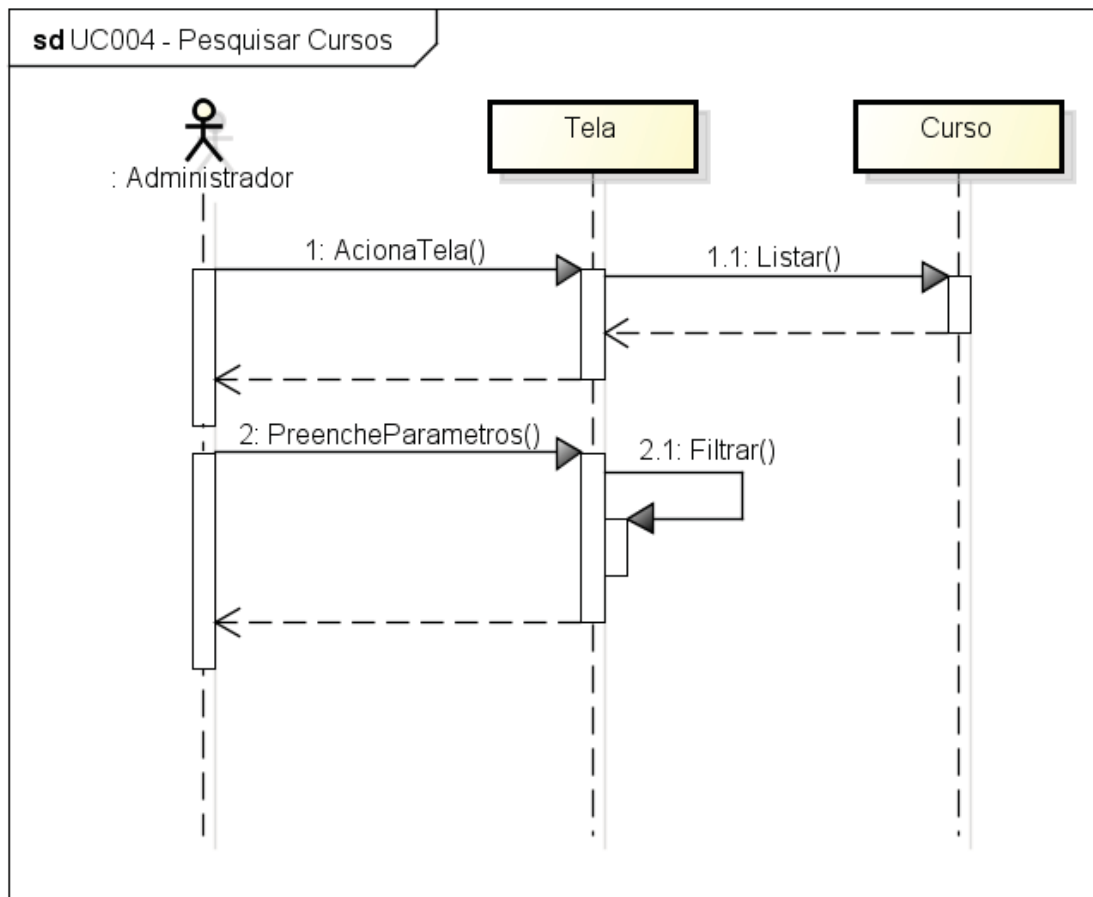 sd UC004 - Pesquisar Cursos
Tela
Curso
: Administrador
1: AcionaTela()
1.1: Listar()
2: PreencheParametros()
2.1: Filtrar()